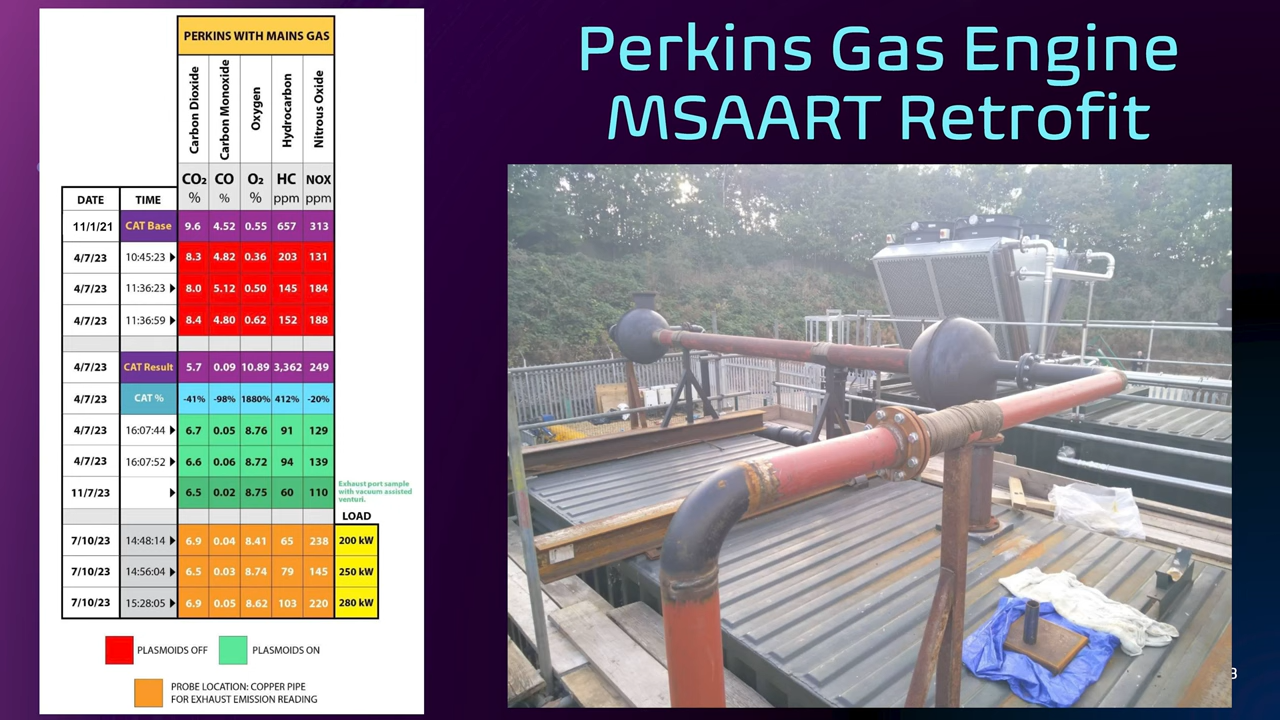 Perkins Gas Engine
MSAART Retrofit
PERKINS WITH MAINS GAS
Carbon Dioxide Carbon Monoxide Oxygen Hydrocarbon Nitrous Oxide
CO₂ CO O₂ HC NOX
DATE TIME % % % ppm ppm
11/1/21 CAT Base 9.6 4.52 0.55 657 313
4/7/23 10:45:23 8.3 4.82 0.36 203 131
4/7/23 11:36:23 8.0 5.12 0.50 145 184
4/7/23 11:36:59 8.4 4.80 0.62 152 188
4/7/23 CAT Result 5.7 0.09 10.89 3,362 249
4/7/23 CAT % -41% -98% 1880% 412% -20%
4/7/23 16:07:44 6.7 0.05 8.76 91 129
4/7/23 16:07:52 6.6 0.06 8.72 94 139
11/7/23 6.5 0.02 8.75 60 110
Exhaust port sample
with vacuum assisted
venturi.
LOAD
7/10/23 14:48:14 6.9 0.04 8.41 65 238 200 kW
7/10/23 14:56:04 6.5 0.03 8.74 79 145 250 kW
7/10/23 15:28:05 6.9 0.05 8.62 103 220 280 kW
PLASMOIDS OFF PLASMOIDS ON
PROBE LOCATION: COPPER PIPE
FOR EXHAUST EMISSION READING